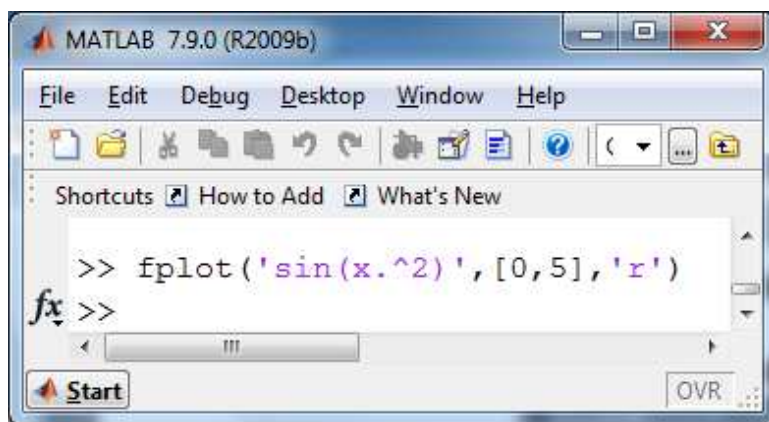 MATLAB 7.9.0 (R2009b)
File Edit Debug Desktop Window Help
Shortcuts How to Add What's New
>> fplot('sin(x.^2)',[0,5],'r')
fx >>
Start OVR